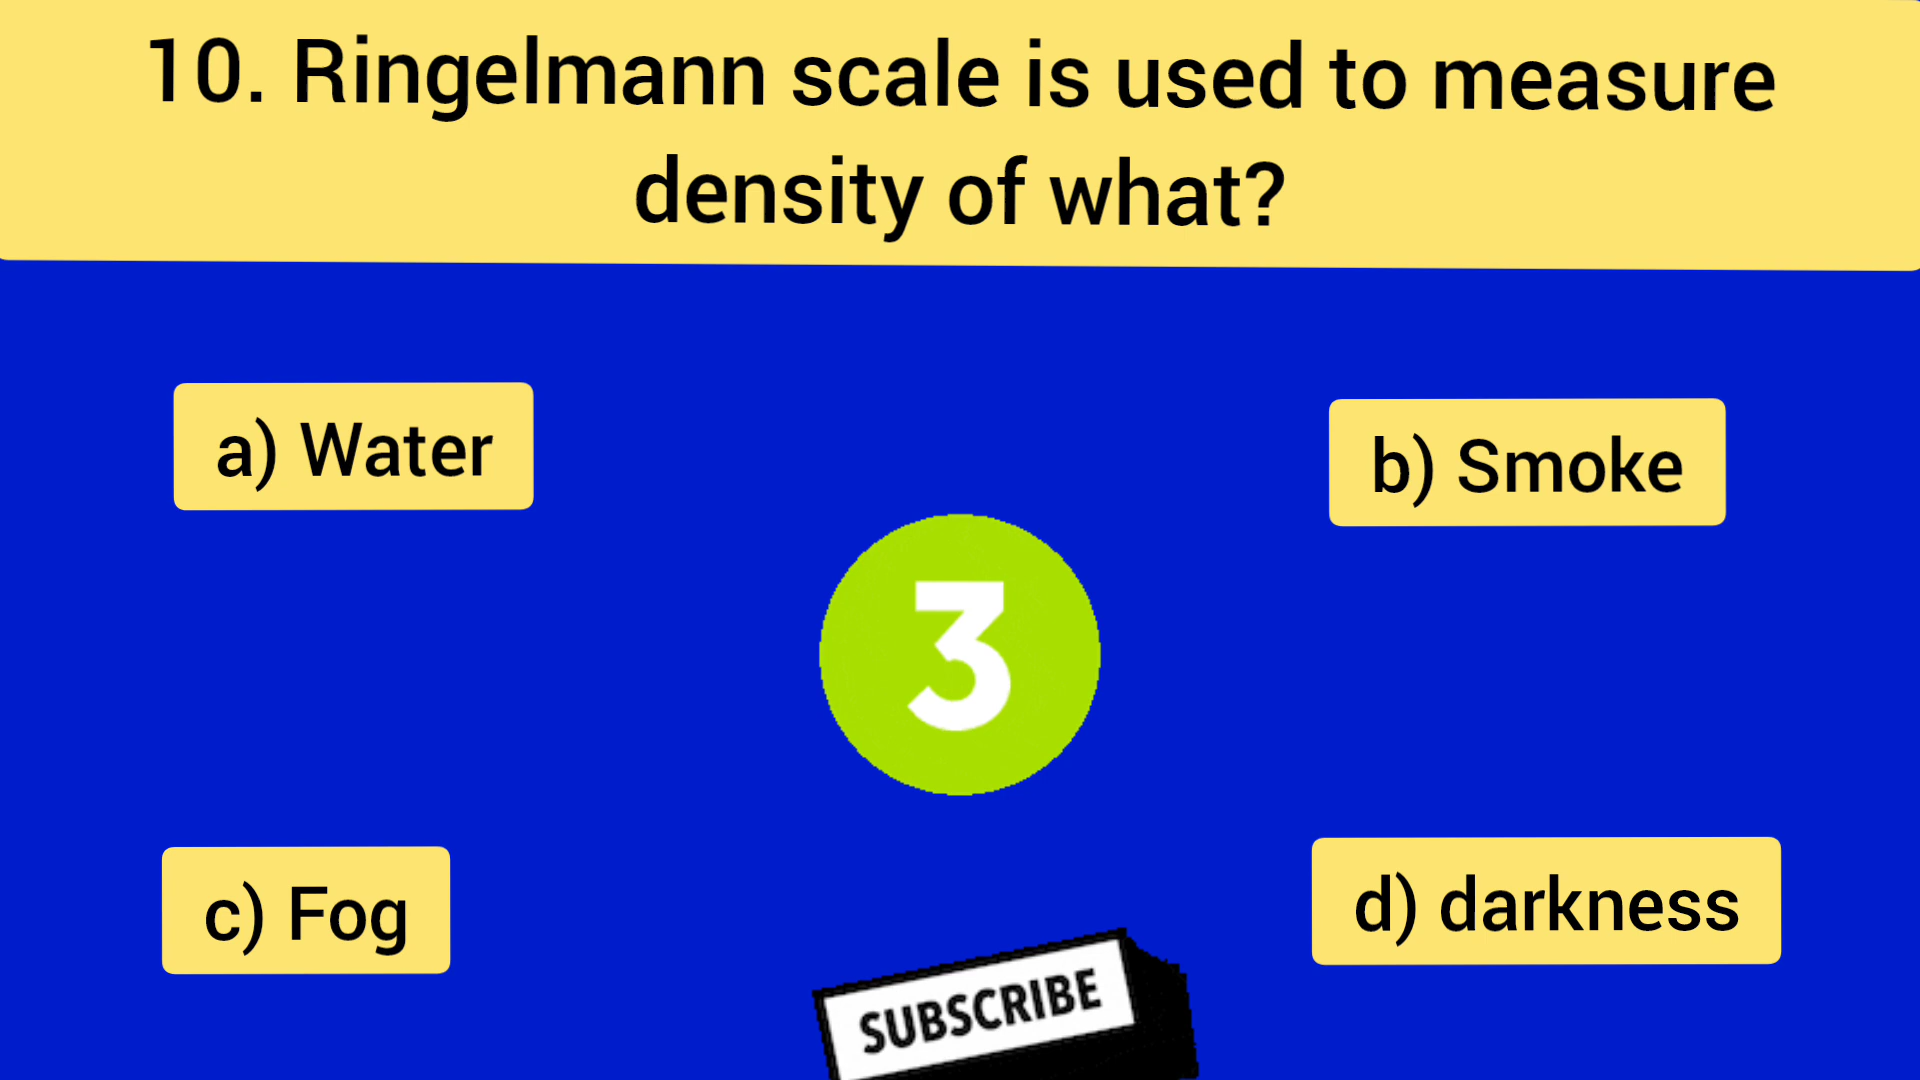 10. Ringelmann scale is used to measure
density of what?
a) Water
b) Smoke
3
c) Fog
d) darkness
SUBSCRIBE